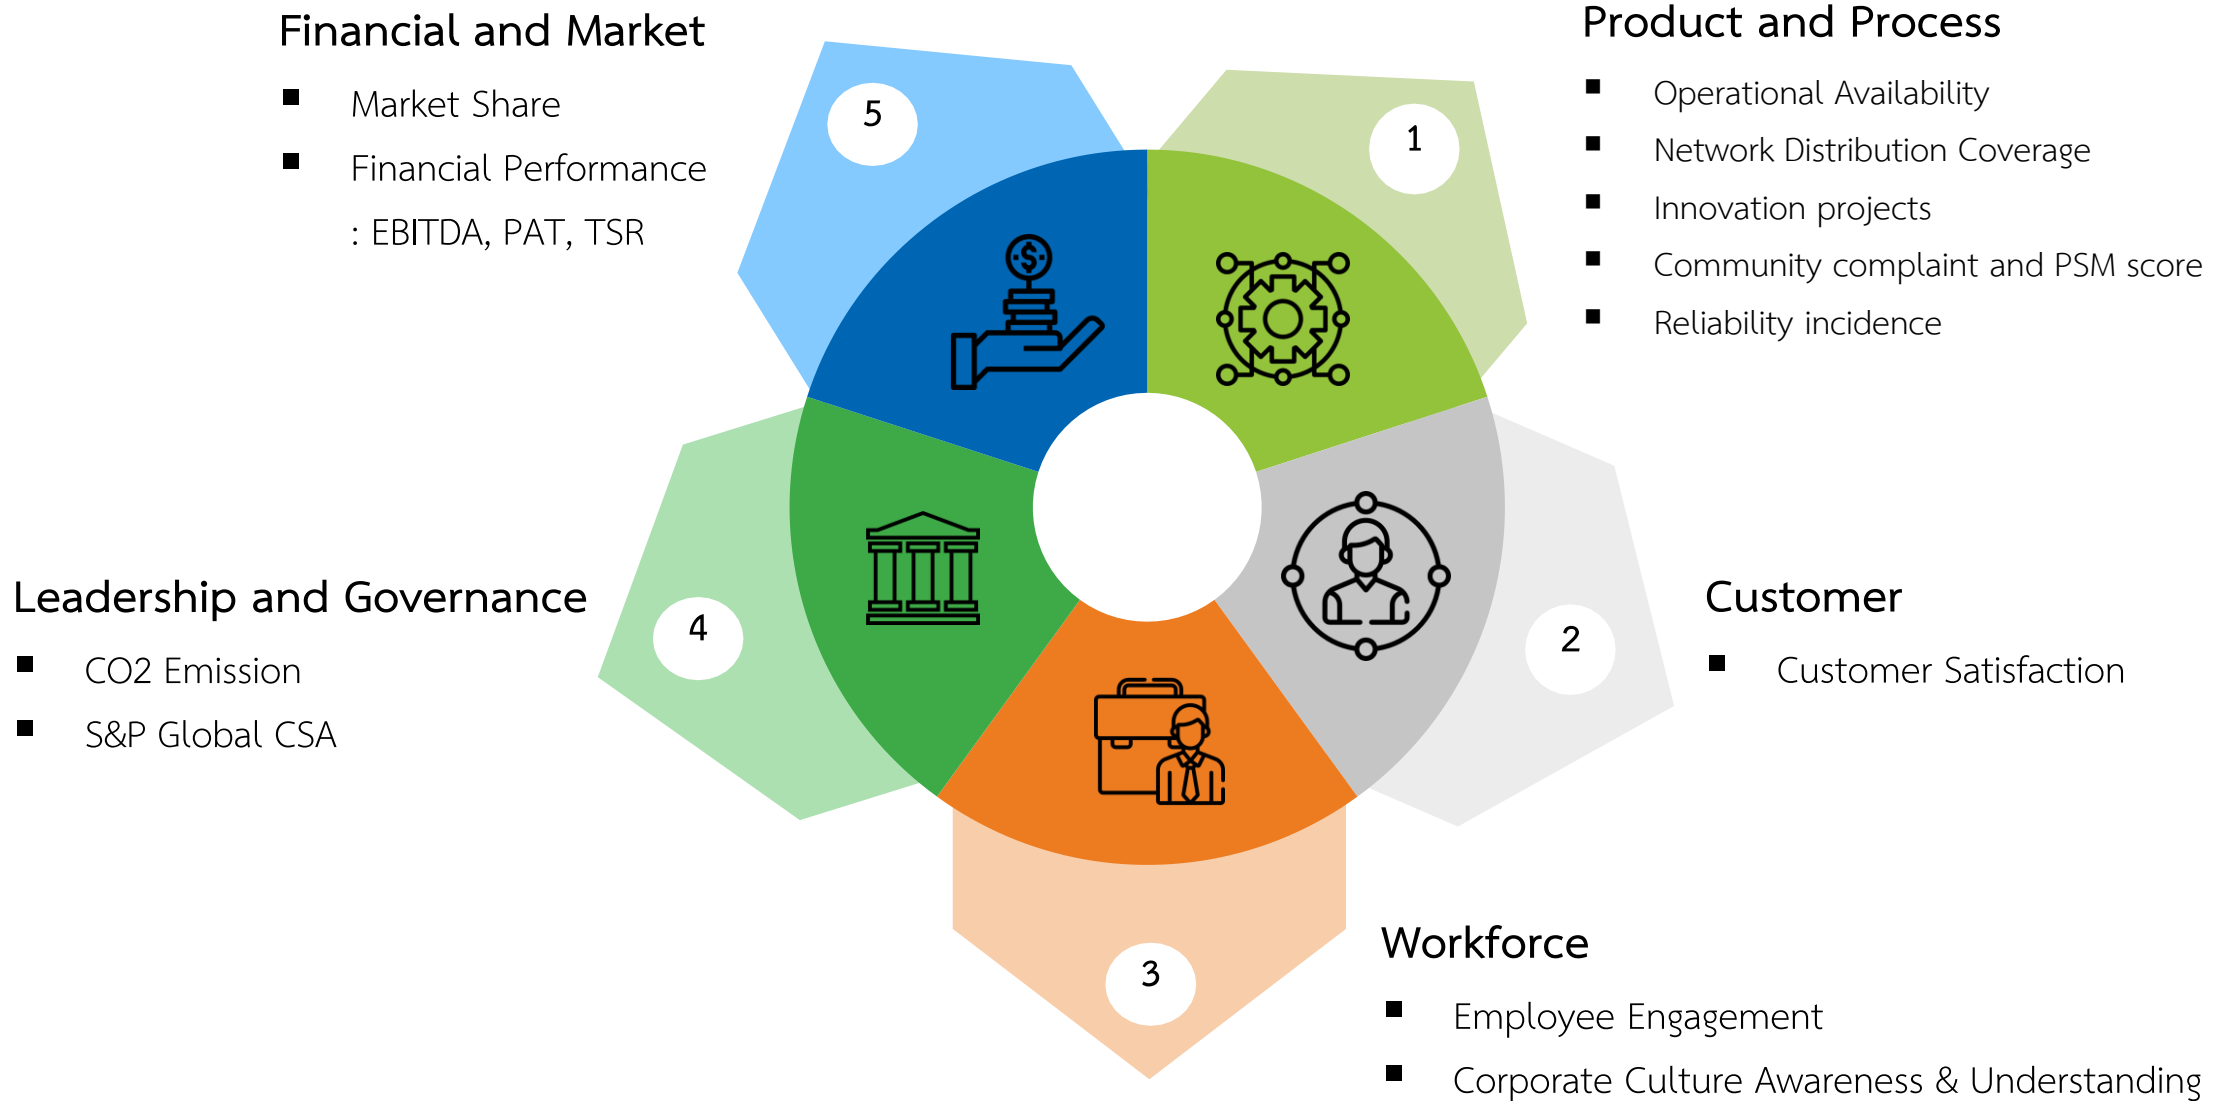 Financial and Market
■ Market Share
■ Financial Performance
: EBITDA, PAT, TSR
5
Product and Process
■ Operational Availability
■ Network Distribution Coverage
■ Innovation projects
■ Community complaint and PSM score
■ Reliability incidence
1
$
Leadership and Governance
■ CO2 Emission
■ S&P Global CSA
4
Customer
■ Customer Satisfaction
2
Workforce
■ Employee Engagement
■ Corporate Culture Awareness & Understanding
3